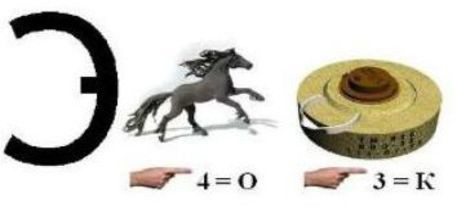 Э
4 = О
3 = К